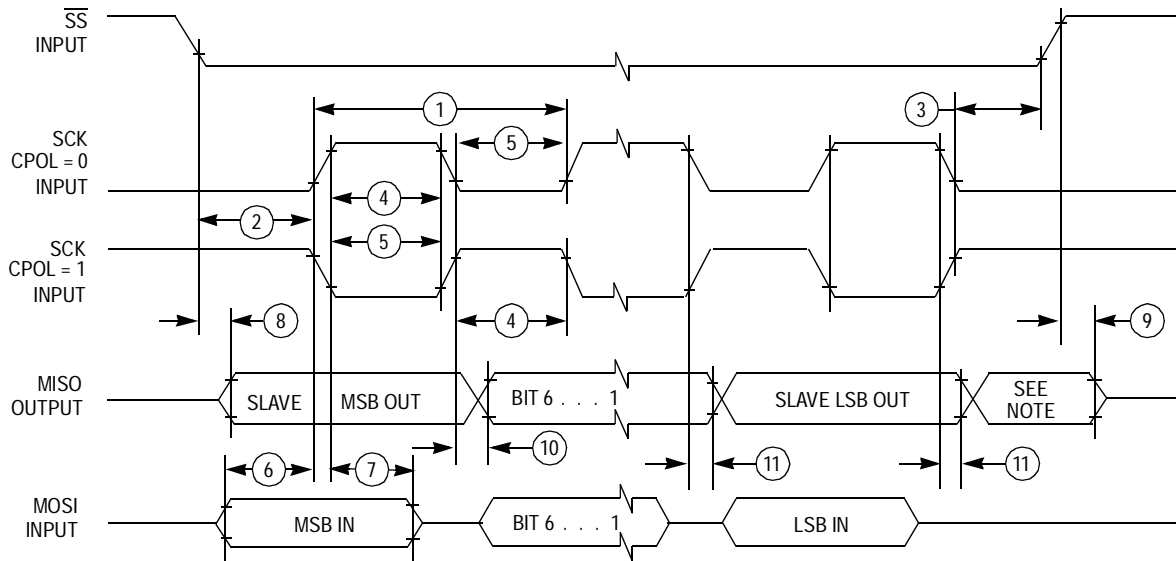 SS
INPUT
1
3
SCK
CPOL = 0
INPUT
5
4
2
SCK
CPOL = 1
INPUT
5
4
8
9
MISO
OUTPUT
SLAVE MSB OUT
BIT 6 . . . 1
SLAVE LSB OUT
SEE
NOTE
6
7
10
11
11
MOSI
INPUT
MSB IN
BIT 6 . . . 1
LSB IN